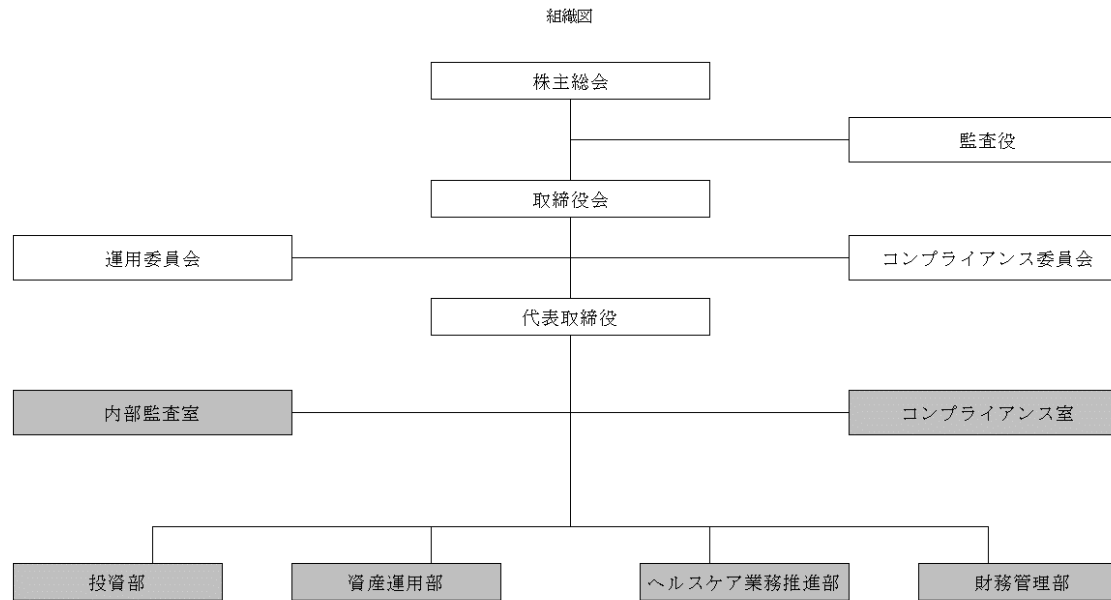 組織図
株主総会
監査役
取締役会
運用委員会
コンプライアンス委員会
代表取締役
内部監査室
コンプライアンス室
投資部
資産運用部
ヘルスケア業務推進部
財務管理部